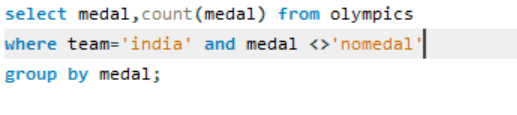 select medal,count(medal) from olympics
where team='india' and medal <>'nomedal'
group by medal;